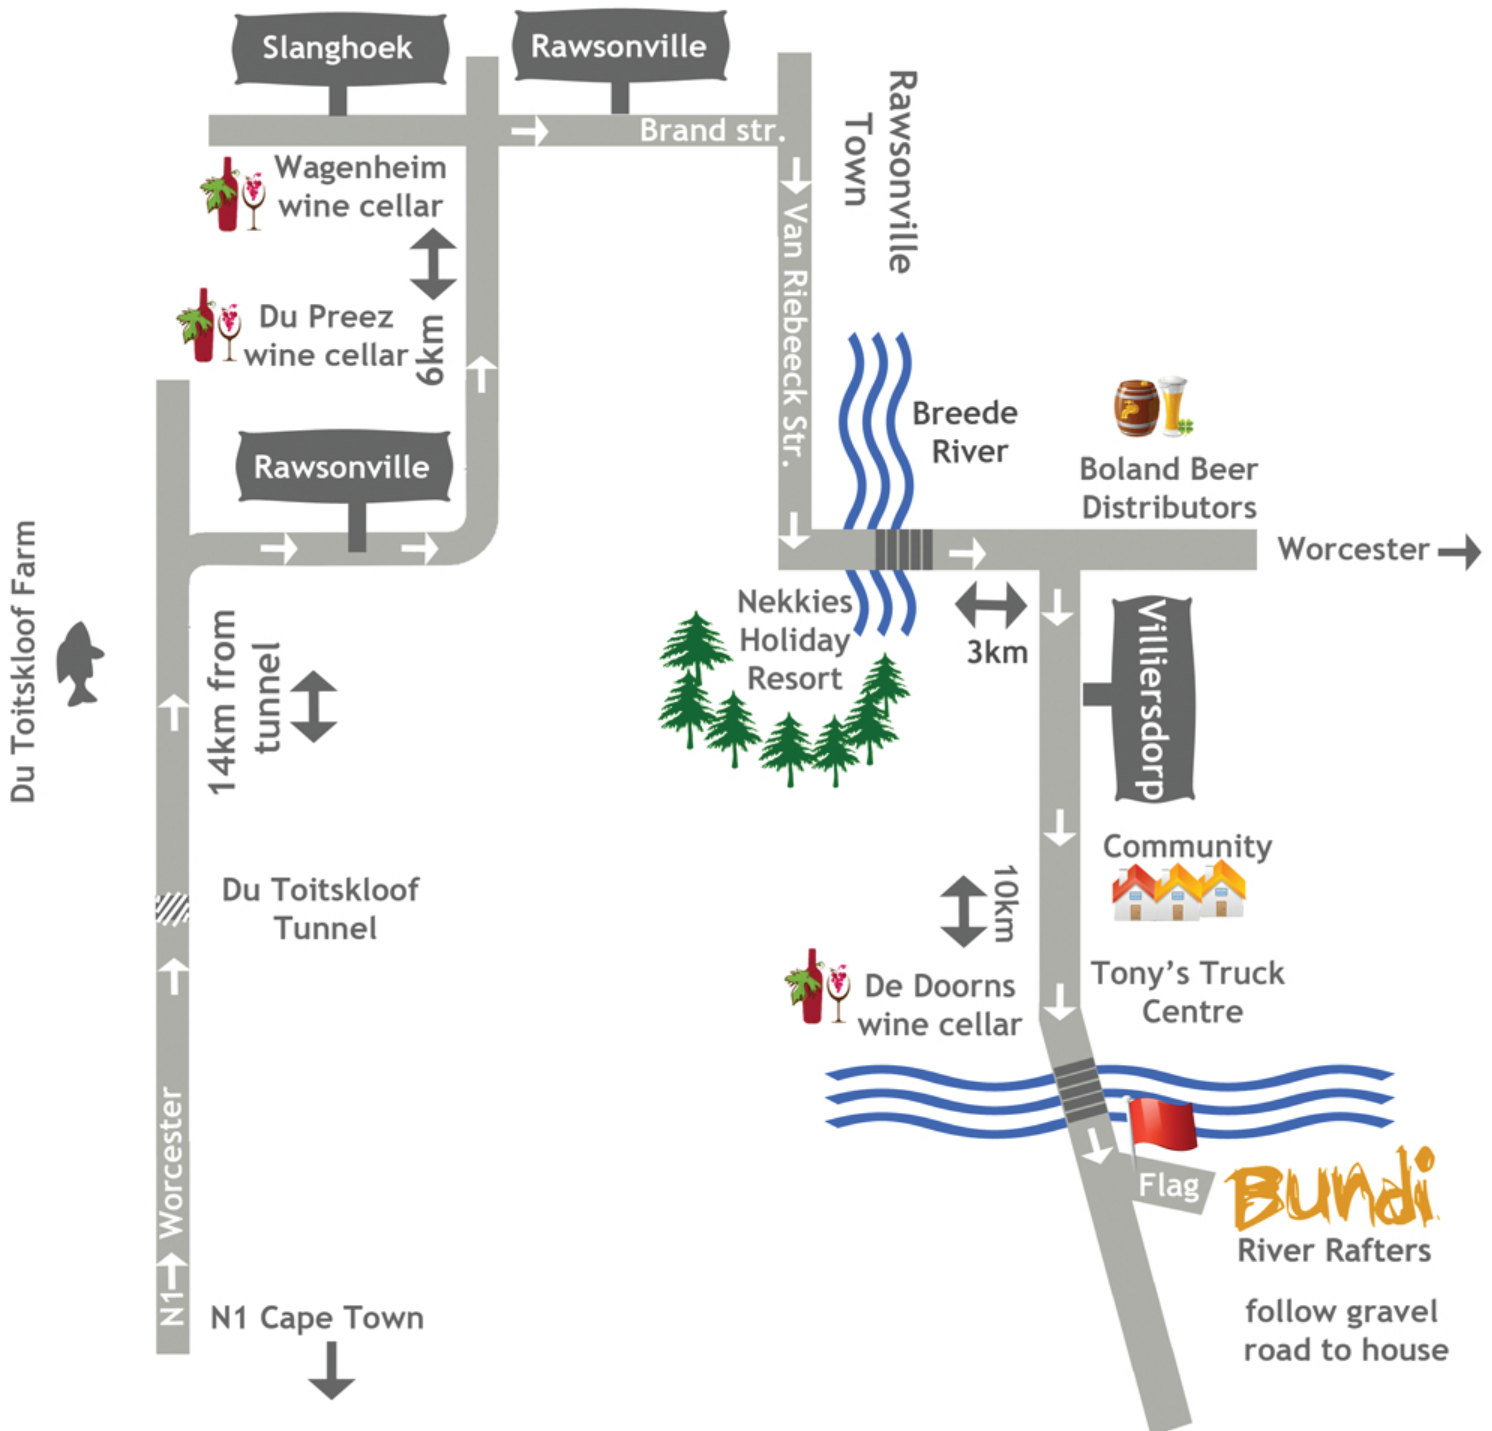 Slanghoek
Rawsonville
Brand str.
Rawsonville
Town
Wagenheim
wine cellar
Van Riebeeck Str.
6km
Du Preez
wine cellar
Breede
River
Rawsonville
Boland Beer
Distributors
Worcester
Du Toitskloof Farm
14km from
tunnel
Nekkies
Holiday
Resort
3km
Villiersdorp
Community
10km
Du Toitskloof
Tunnel
De Doorns
wine cellar
Tony's Truck
Centre
Flag
Bundi
River Rafters
follow gravel
road to house
N1 Worcester
N1 Cape Town